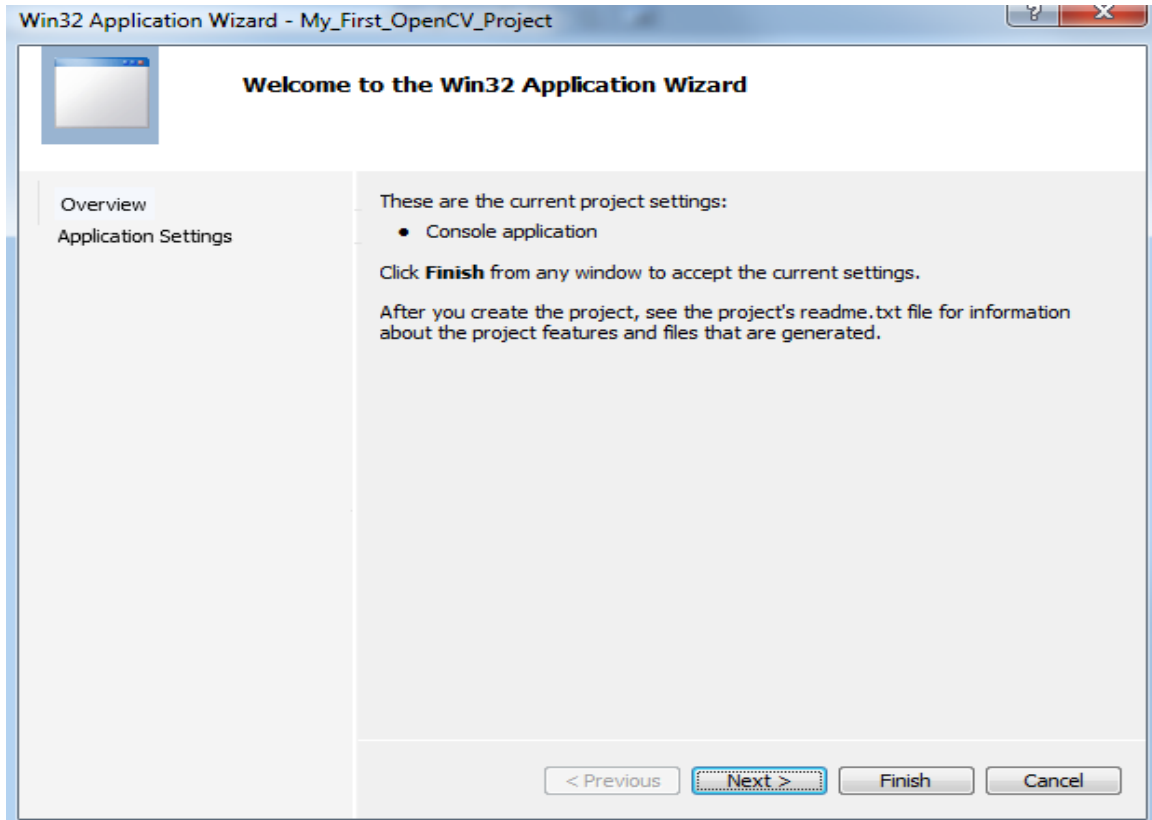 Win32 Application Wizard - My_First_OpenCV_Project
?
X
Welcome to the Win32 Application Wizard
Overview
Application Settings
These are the current project settings:
• Console application
Click Finish from any window to accept the current settings.
After you create the project, see the project's readme.txt file for information
about the project features and files that are generated.
< Previous
Next >
Finish
Cancel